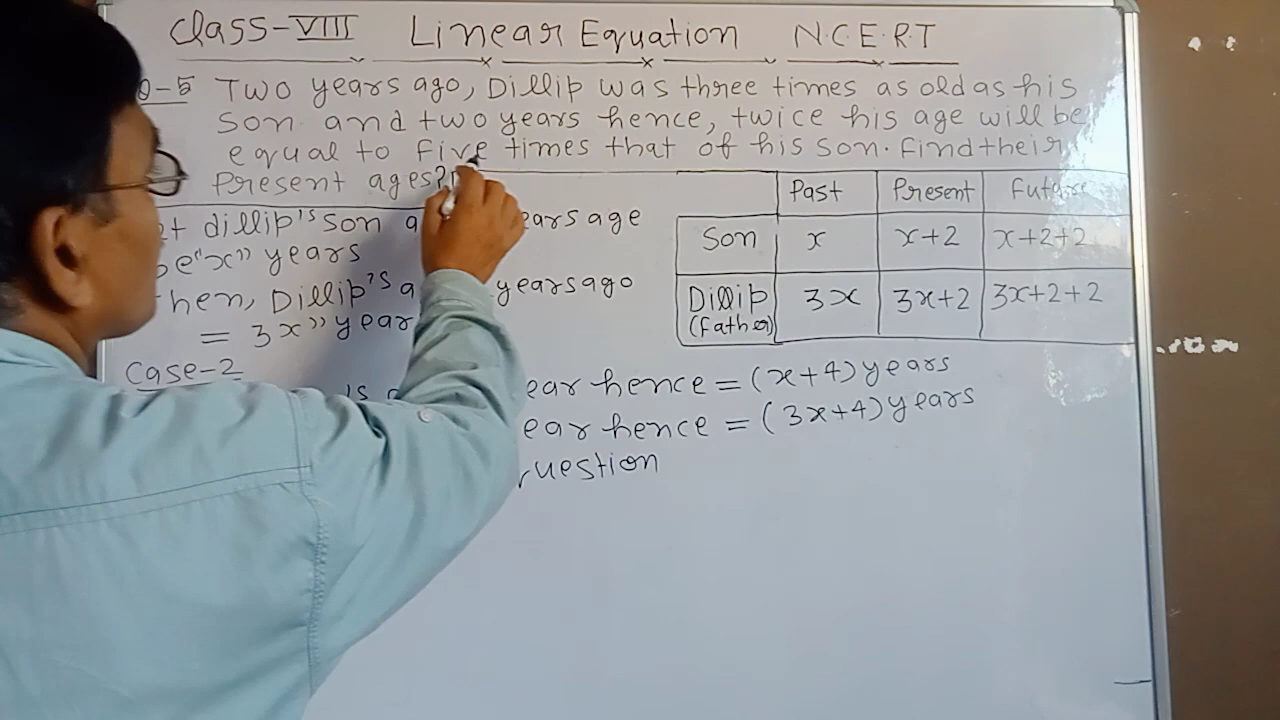 Class-VIII Linear Equation N.C.E.R.T
Q-5 Two years ago, Dillip was three times as old as his
son and two years hence, twice his age will be
equal to five times that of his son. Find their
Present ages?
dillip's son years age
be "x" years
Then, Dillip's years ago
= 3x" year
Past Present Future
Son x x+2 x+2+2
Dillip 3x 3x+2 3x+2+2
(Father)
Case-2
's ear hence = (x+4) years
ear hence = (3x+4) years
question